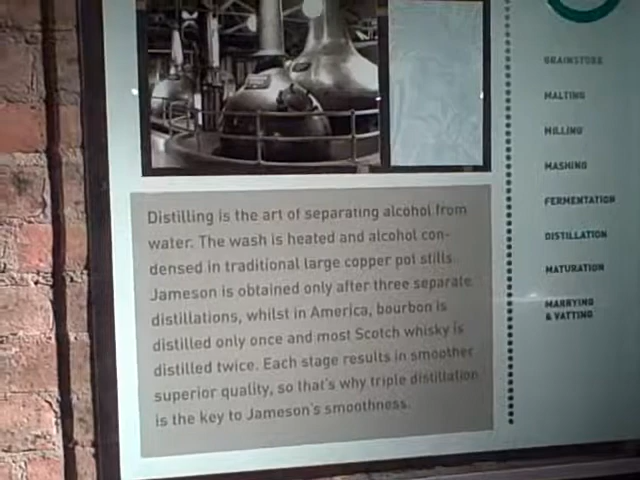 Distilling is the art of separating alcohol from
water. The wash is heated and alcohol con-
densed in traditional large copper pot stills.
Jameson is obtained only after three separate
distillations, whilst in America, bourbon is
distilled only once and most Scotch whisky is
distilled twice. Each stage results in smoother
superior quality, so that's why triple distillation
is the key to Jameson's smoothness.
GRAINSTORE
MALTING
MILLING
MASHING
FERMENTATION
DISTILLATION
MATURATION
MARRYING
& VATTING